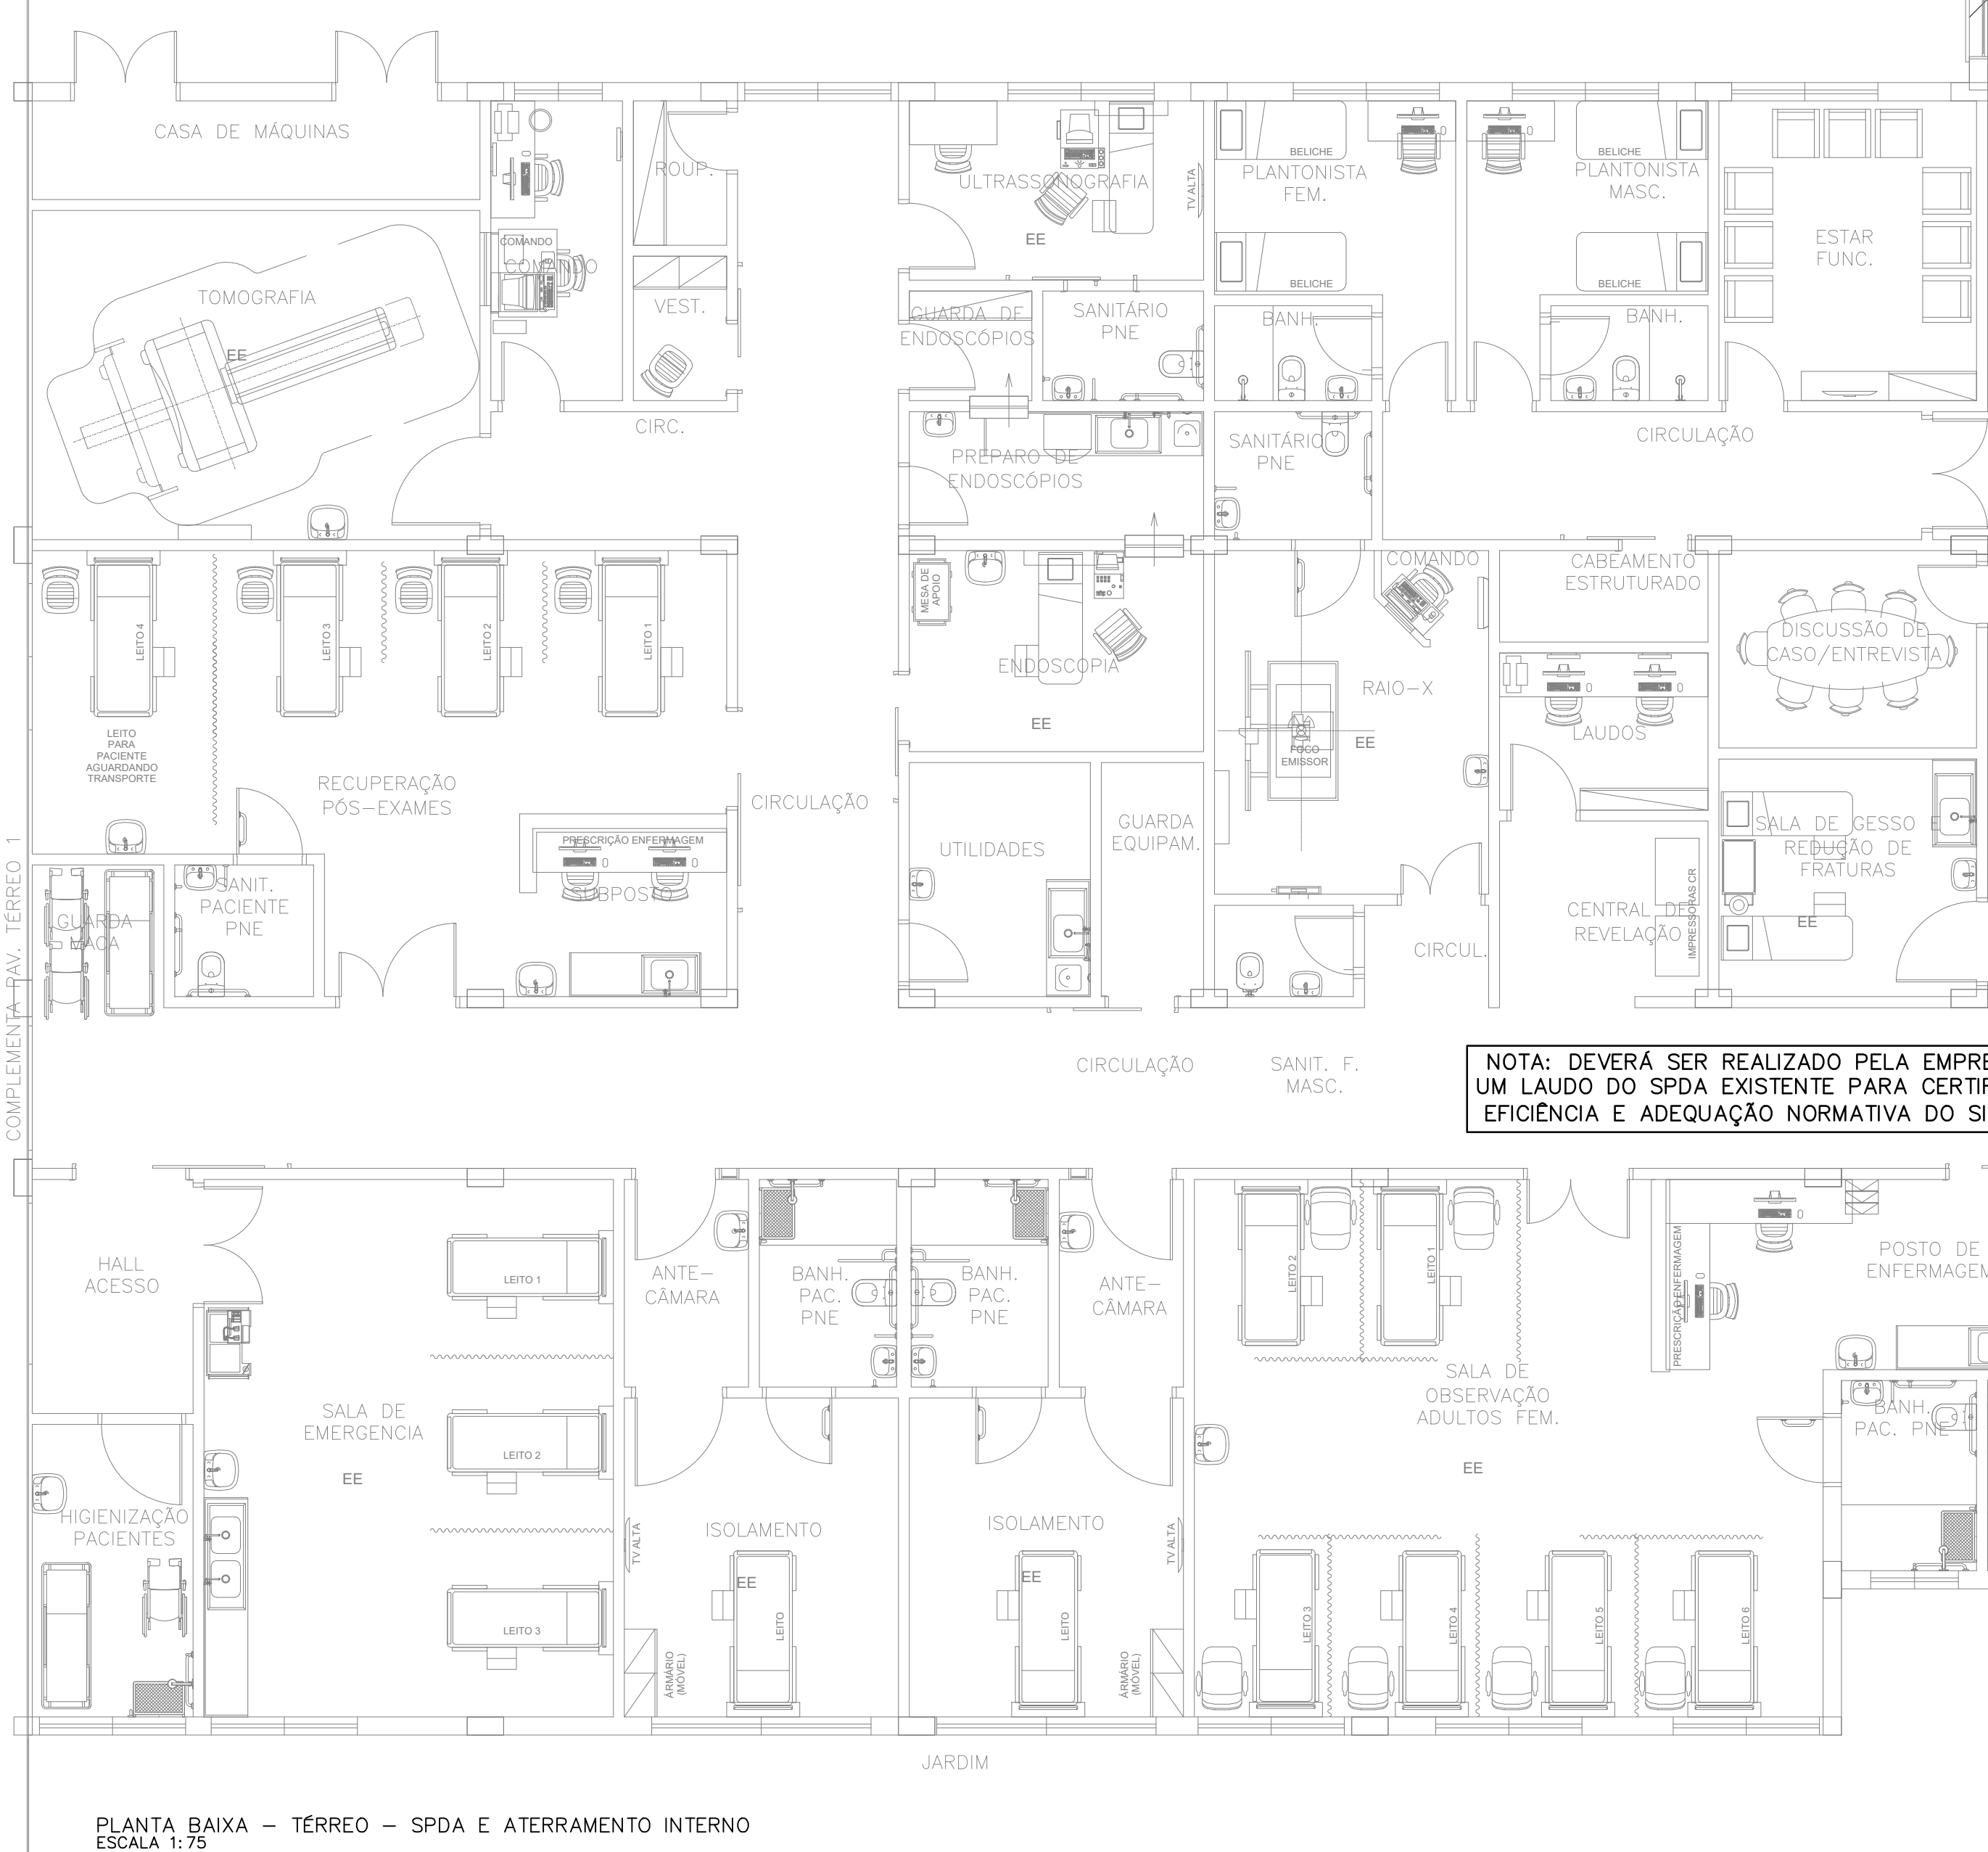 CASA DE MÁQUINAS
TOMOGRAFIA
EE
COMANDO
COMANDO
ROUP.
VEST.
CIRC.
ULTRASSONOGRAFIA
EE
TV ALTA
GUARDA DE
ENDOSCÓPIOS
SANITÁRIO
PNE
BELICHE
PLANTONISTA
FEM.
BELICHE
BANH.
BELICHE
PLANTONISTA
MASC.
BELICHE
BANH.
ESTAR
FUNC.
PREPARO DE
ENDOSCÓPIOS
SANITÁRIO
PNE
CIRCULAÇÃO
LEITO 4
LEITO 3
LEITO 2
LEITO 1
LEITO
PARA
PACIENTE
AGUARDANDO
TRANSPORTE
RECUPERAÇÃO
PÓS-EXAMES
CIRCULAÇÃO
MESA DE
APOIO
ENDOSCOPIA
EE
COMANDO
RAIO-X
EE
FOCO
EMISSOR
CABEAMENTO
ESTRUTURADO
LAUDOS
DISCUSSÃO DE
CASO/ENTREVISTA
PRESCRIÇÃO ENFERMAGEM
SUBPOSTO
SANIT.
PACIENTE
PNE
GUARDA
MACA
UTILIDADES
GUARDA
EQUIPAM.
CIRCUL.
CENTRAL DE
REVELAÇÃO
IMPRESSORAS CR
SALA DE GESSO E
REDUÇÃO DE
FRATURAS
EE
COMPLEMENTA PAV. TÉRREO 1
CIRCULAÇÃO
SANIT. F.
MASC.
NOTA: DEVERÁ SER REALIZADO PELA EMPRE
UM LAUDO DO SPDA EXISTENTE PARA CERTIF
EFICIÊNCIA E ADEQUAÇÃO NORMATIVA DO SI
HALL
ACESSO
SALA DE
EMERGENCIA
EE
LEITO 1
LEITO 2
LEITO 3
HIGIENIZAÇÃO
PACIENTES
ANTE-
CÂMARA
BANH.
PAC.
PNE
BANH.
PAC.
PNE
ANTE-
CÂMARA
ISOLAMENTO
EE
LEITO
TV ALTA
ÁRMÁRIO
(MÓVEL)
ISOLAMENTO
EE
LEITO
TV ALTA
ÁRMÁRIO
(MÓVEL)
LEITO 2
LEITO 1
SALA DE
OBSERVAÇÃO
ADULTOS FEM.
EE
LEITO 3
LEITO 4
LEITO 5
LEITO 6
PRESCRIÇÃO ENFERMAGEM
POSTO DE
ENFERMAGEM
BANH.
PAC. PNE
JARDIM
PLANTA BAIXA – TÉRREO – SPDA E ATERRAMENTO INTERNO
ESCALA 1:75